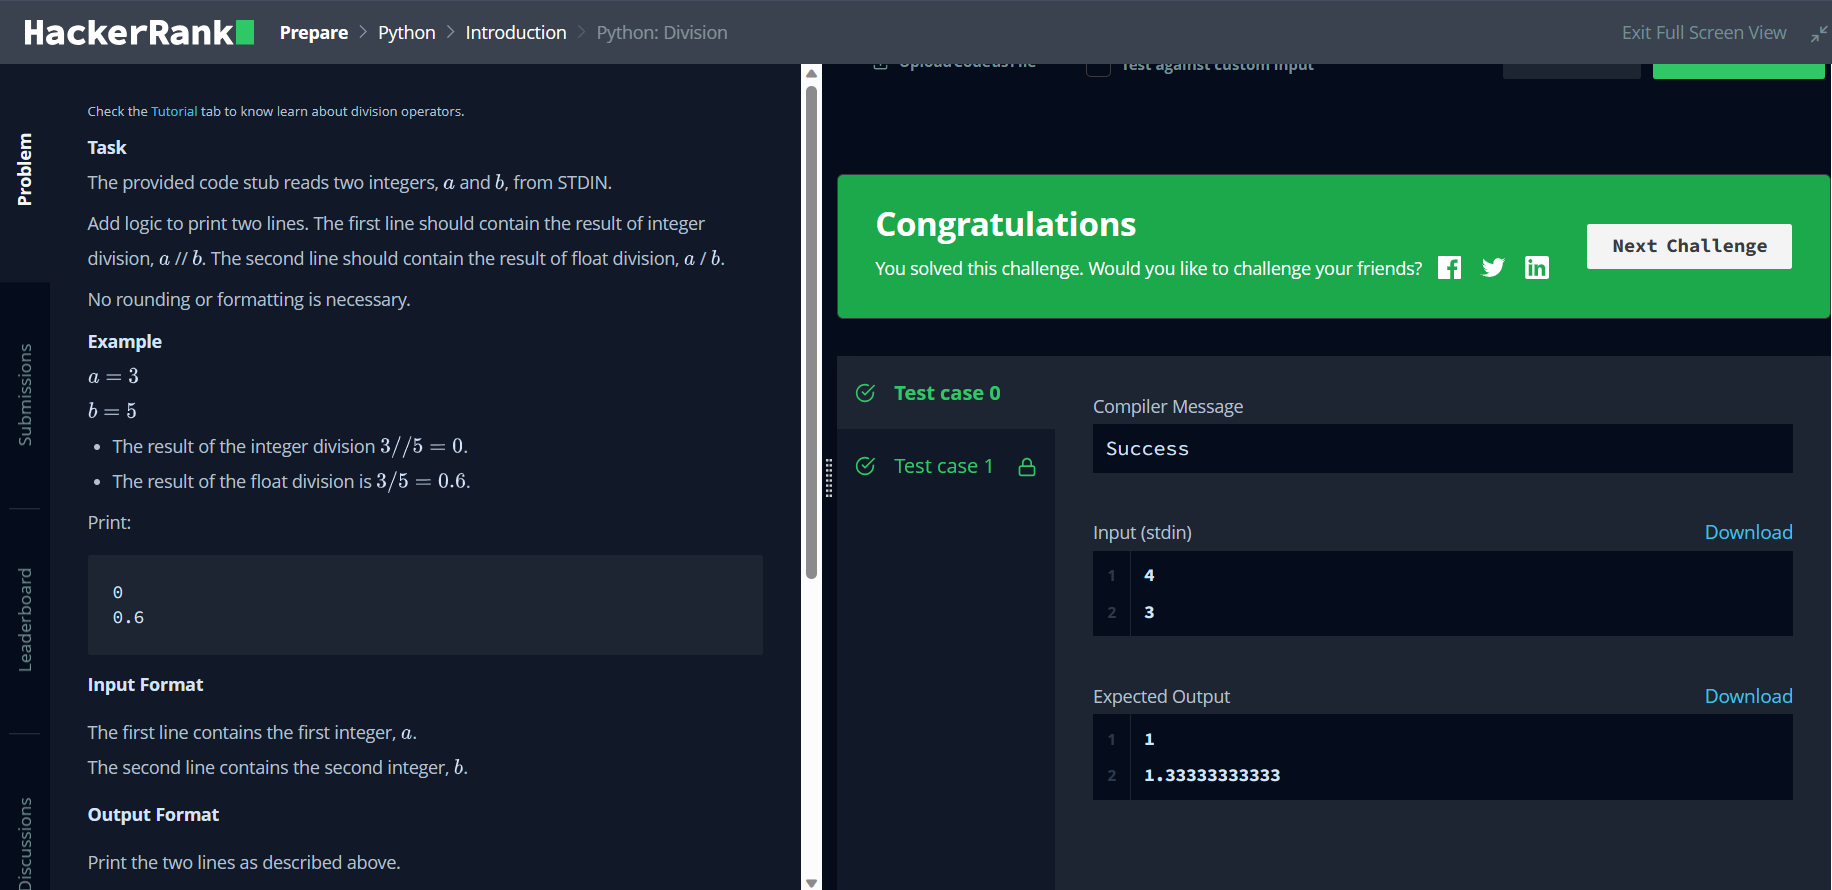 HackerRank
Prepare > Python > Introduction > Python: Division
Exit Full Screen View
Problem
Submissions
Leaderboard
Discussions
Check the Tutorial tab to know learn about division operators.
Task
The provided code stub reads two integers, a and b, from STDIN.
Add logic to print two lines. The first line should contain the result of integer
division, a // b. The second line should contain the result of float division, a / b.
No rounding or formatting is necessary.
Example
a = 3
b = 5
• The result of the integer division 3//5 = 0.
• The result of the float division is 3/5 = 0.6.
Print:
0
0.6
Input Format
The first line contains the first integer, a.
The second line contains the second integer, b.
Output Format
Print the two lines as described above.
Upload Code as File
Test against custom input
Congratulations
You solved this challenge. Would you like to challenge your friends?
Next Challenge
Test case 0
Test case 1
Compiler Message
Success
Input (stdin)
Download
1 4
2 3
Expected Output
Download
1 1
2 1.33333333333